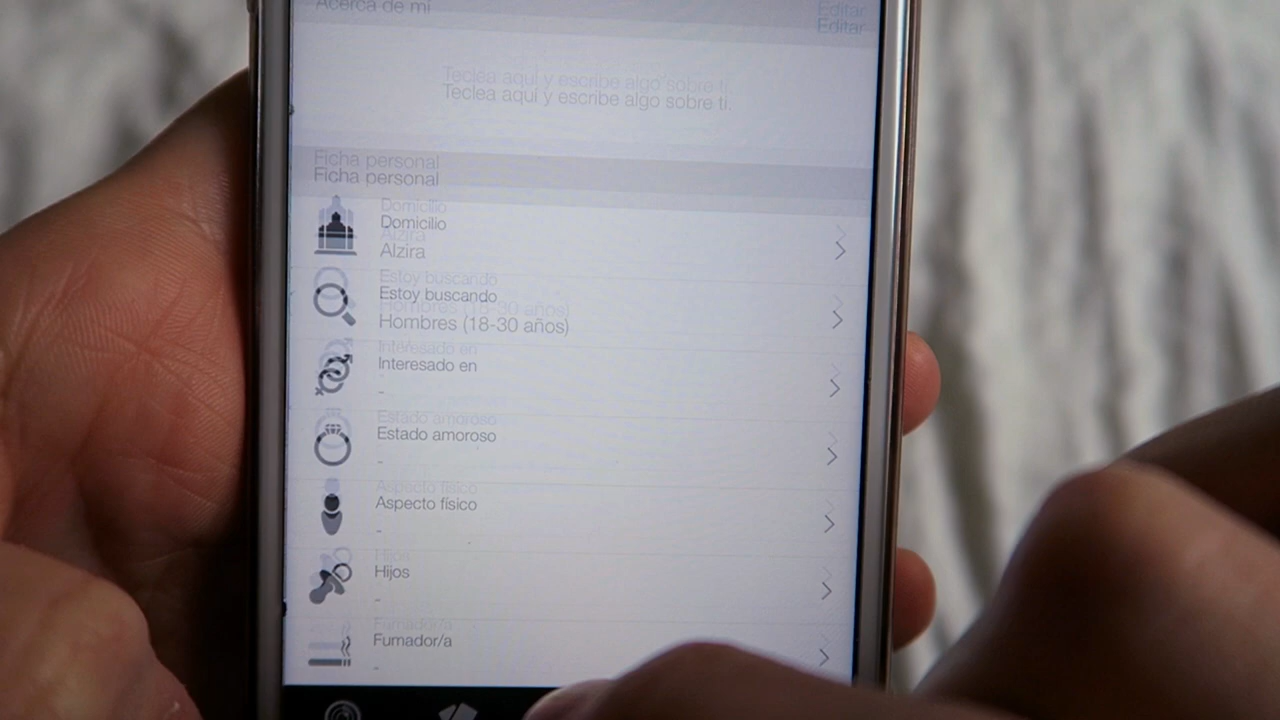 Acerca de mí
Editar
Teclea aquí y escribe algo sobre ti.
Ficha personal
Domicilio
Alzira
Estoy buscando
Hombres (18-30 años)
Interesado en
-
Estado amoroso
-
Aspecto físico
-
Hijos
-
Fumador/a
-